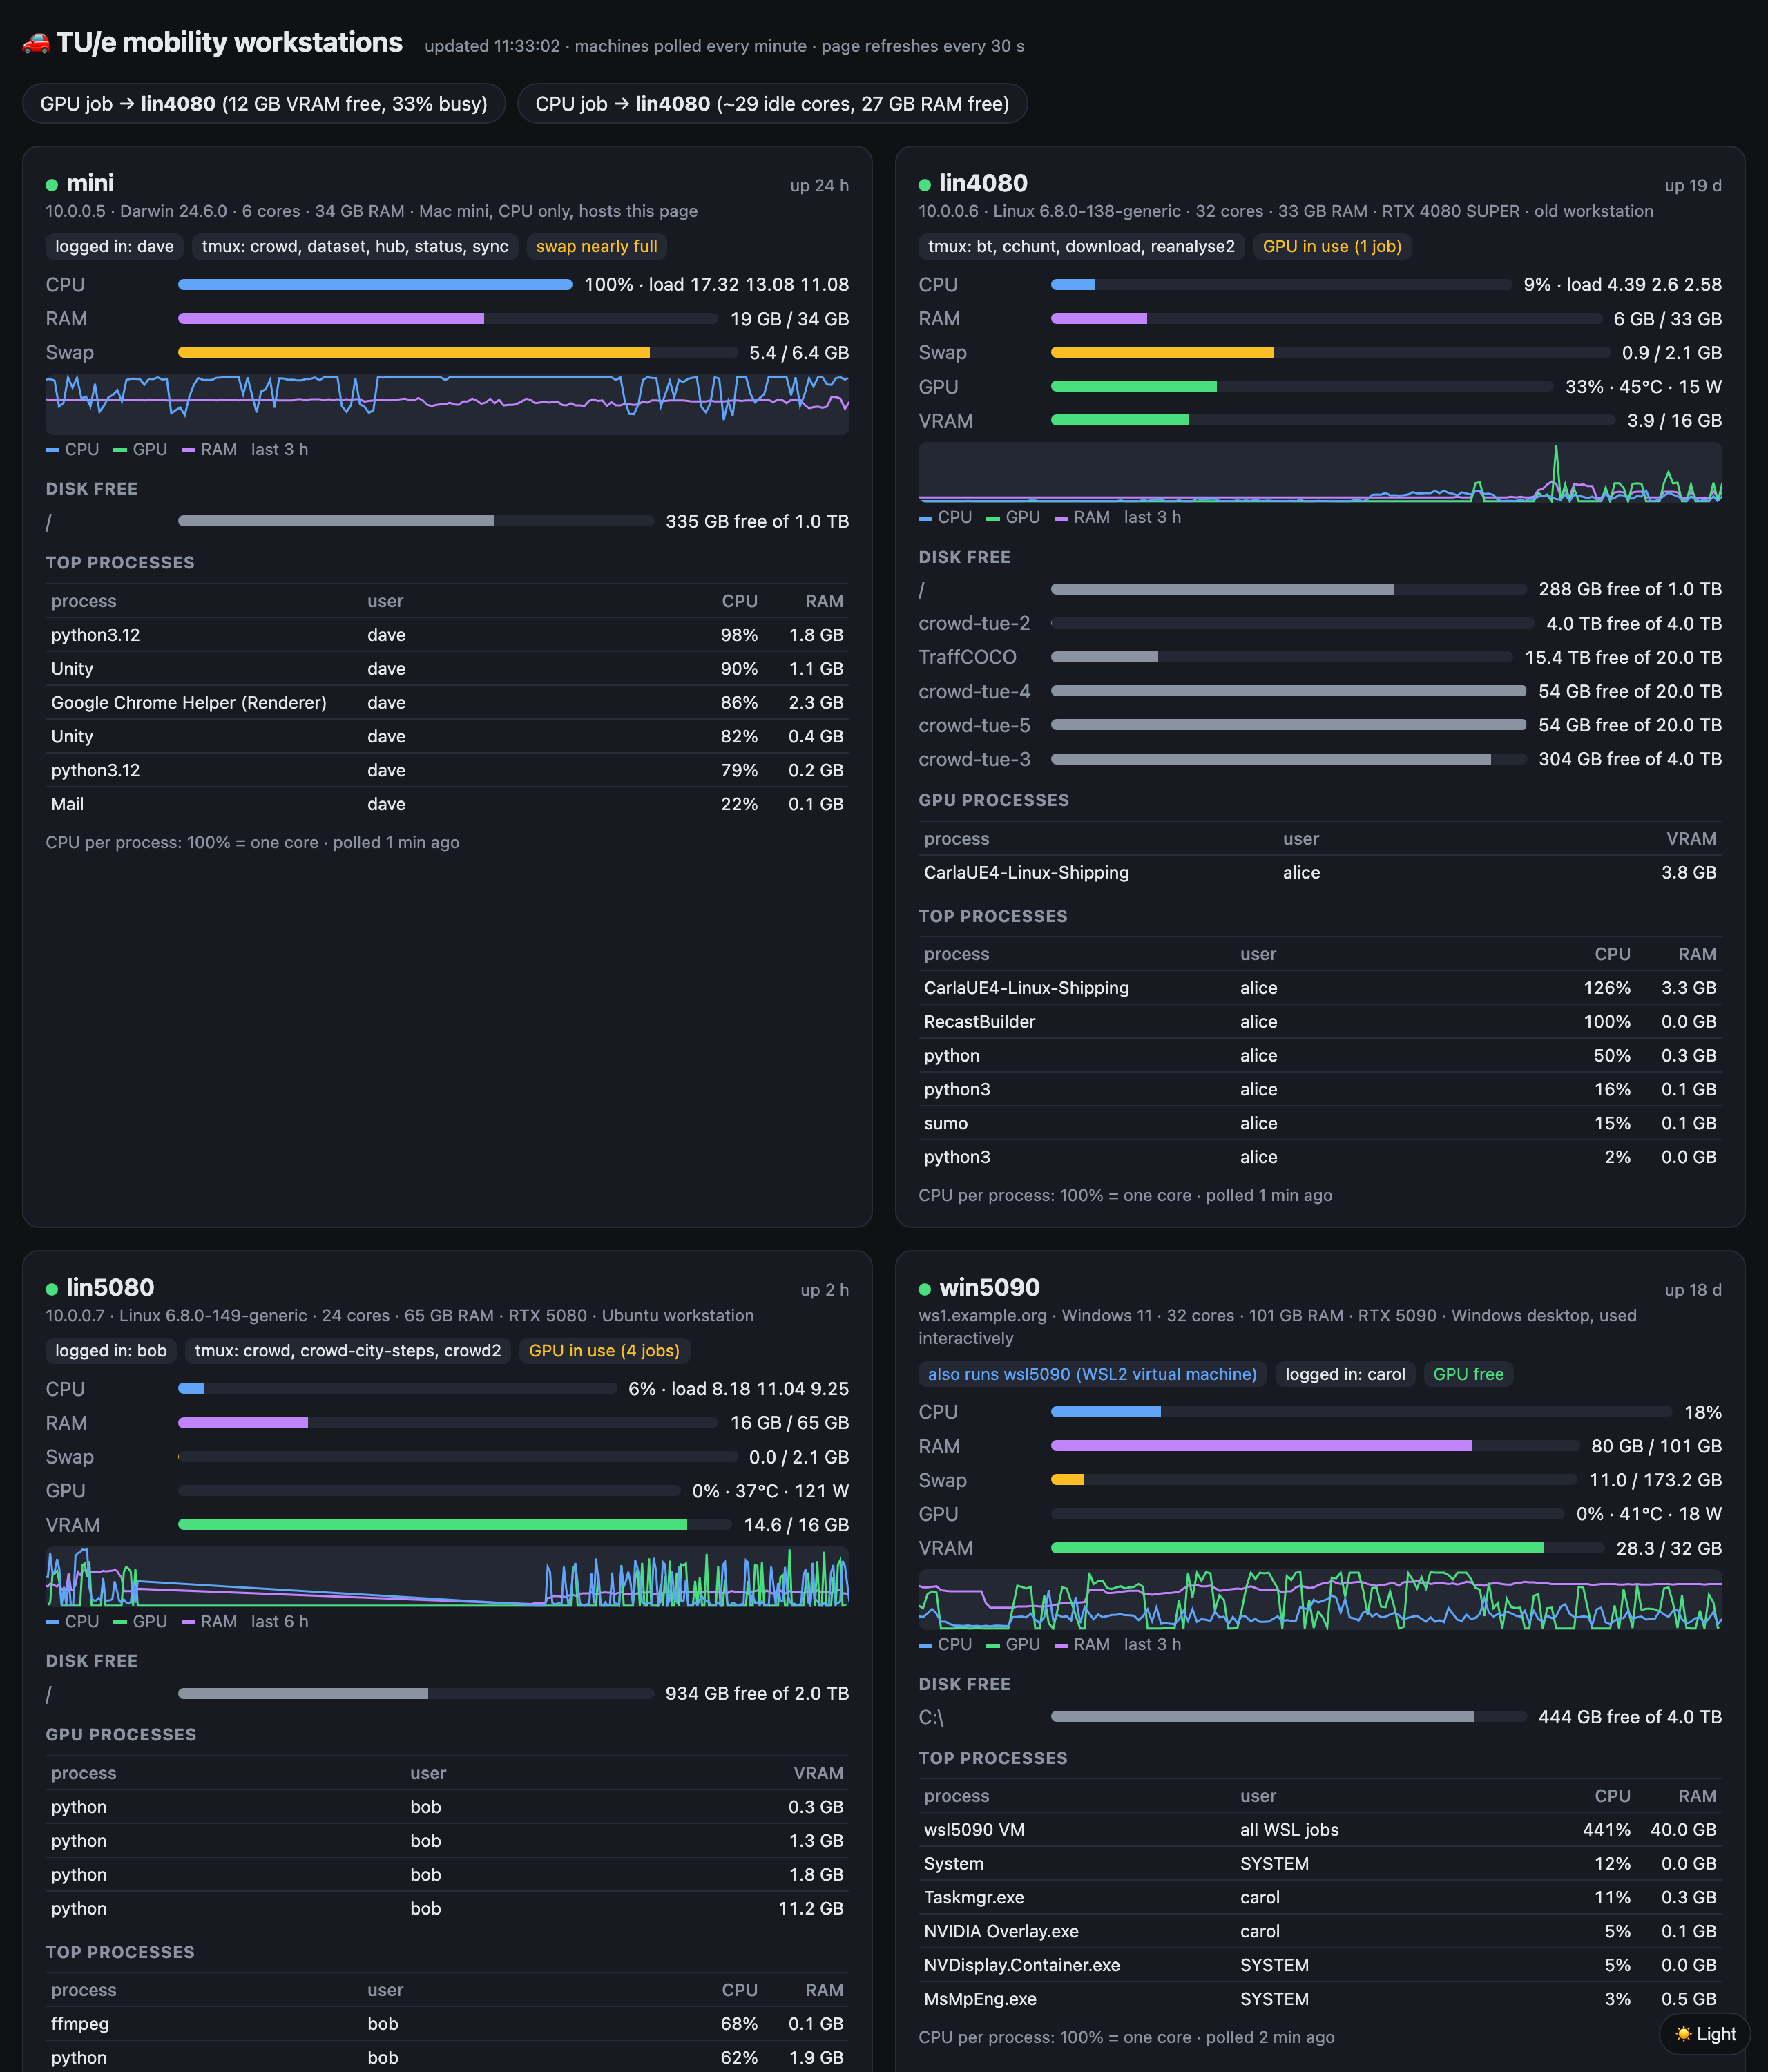 🚗 TU/e mobility workstations updated 11:33:02 · machines polled every minute · page refreshes every 30 s
GPU job → lin4080 (12 GB VRAM free, 33% busy)
CPU job → lin4080 (~29 idle cores, 27 GB RAM free)
mini
up 24 h
10.0.0.5 · Darwin 24.6.0 · 6 cores · 34 GB RAM · Mac mini, CPU only, hosts this page
logged in: dave
tmux: crowd, dataset, hub, status, sync
swap nearly full
CPU 100% · load 17.32 13.08 11.08
RAM 19 GB / 34 GB
Swap 5.4 / 6.4 GB
CPU GPU RAM last 3 h
DISK FREE
/ 335 GB free of 1.0 TB
TOP PROCESSES
process user CPU RAM
python3.12 dave 98% 1.8 GB
Unity dave 90% 1.1 GB
Google Chrome Helper (Renderer) dave 86% 2.3 GB
Unity dave 82% 0.4 GB
python3.12 dave 79% 0.2 GB
Mail dave 22% 0.1 GB
CPU per process: 100% = one core · polled 1 min ago
lin4080
up 19 d
10.0.0.6 · Linux 6.8.0-138-generic · 32 cores · 33 GB RAM · RTX 4080 SUPER · old workstation
tmux: bt, cchunt, download, reanalyse2
GPU in use (1 job)
CPU 9% · load 4.39 2.6 2.58
RAM 6 GB / 33 GB
Swap 0.9 / 2.1 GB
GPU 33% · 45°C · 15 W
VRAM 3.9 / 16 GB
CPU GPU RAM last 3 h
DISK FREE
/ 288 GB free of 1.0 TB
crowd-tue-2 4.0 TB free of 4.0 TB
TraffCOCO 15.4 TB free of 20.0 TB
crowd-tue-4 54 GB free of 20.0 TB
crowd-tue-5 54 GB free of 20.0 TB
crowd-tue-3 304 GB free of 4.0 TB
GPU PROCESSES
process user VRAM
CarlaUE4-Linux-Shipping alice 3.8 GB
TOP PROCESSES
process user CPU RAM
CarlaUE4-Linux-Shipping alice 126% 3.3 GB
RecastBuilder alice 100% 0.0 GB
python alice 50% 0.3 GB
python3 alice 16% 0.1 GB
sumo alice 15% 0.1 GB
python3 alice 2% 0.0 GB
CPU per process: 100% = one core · polled 1 min ago
lin5080
up 2 h
10.0.0.7 · Linux 6.8.0-149-generic · 24 cores · 65 GB RAM · RTX 5080 · Ubuntu workstation
logged in: bob
tmux: crowd, crowd-city-steps, crowd2
GPU in use (4 jobs)
CPU 6% · load 8.18 11.04 9.25
RAM 16 GB / 65 GB
Swap 0.0 / 2.1 GB
GPU 0% · 37°C · 121 W
VRAM 14.6 / 16 GB
CPU GPU RAM last 6 h
DISK FREE
/ 934 GB free of 2.0 TB
GPU PROCESSES
process user VRAM
python bob 0.3 GB
python bob 1.3 GB
python bob 1.8 GB
python bob 11.2 GB
TOP PROCESSES
process user CPU RAM
ffmpeg bob 68% 0.1 GB
python bob 62% 1.9 GB
win5090
up 18 d
ws1.example.org · Windows 11 · 32 cores · 101 GB RAM · RTX 5090 · Windows desktop, used
interactively
also runs wsl5090 (WSL2 virtual machine)
logged in: carol
GPU free
CPU 18%
RAM 80 GB / 101 GB
Swap 11.0 / 173.2 GB
GPU 0% · 41°C · 18 W
VRAM 28.3 / 32 GB
CPU GPU RAM last 3 h
DISK FREE
C:\ 444 GB free of 4.0 TB
TOP PROCESSES
process user CPU RAM
wsl5090 VM all WSL jobs 441% 40.0 GB
System SYSTEM 12% 0.0 GB
Taskmgr.exe carol 11% 0.3 GB
NVIDIA Overlay.exe carol 5% 0.1 GB
NVDisplay.Container.exe SYSTEM 5% 0.0 GB
MsMpEng.exe SYSTEM 3% 0.5 GB
CPU per process: 100% = one core · polled 2 min ago
☀️ Light